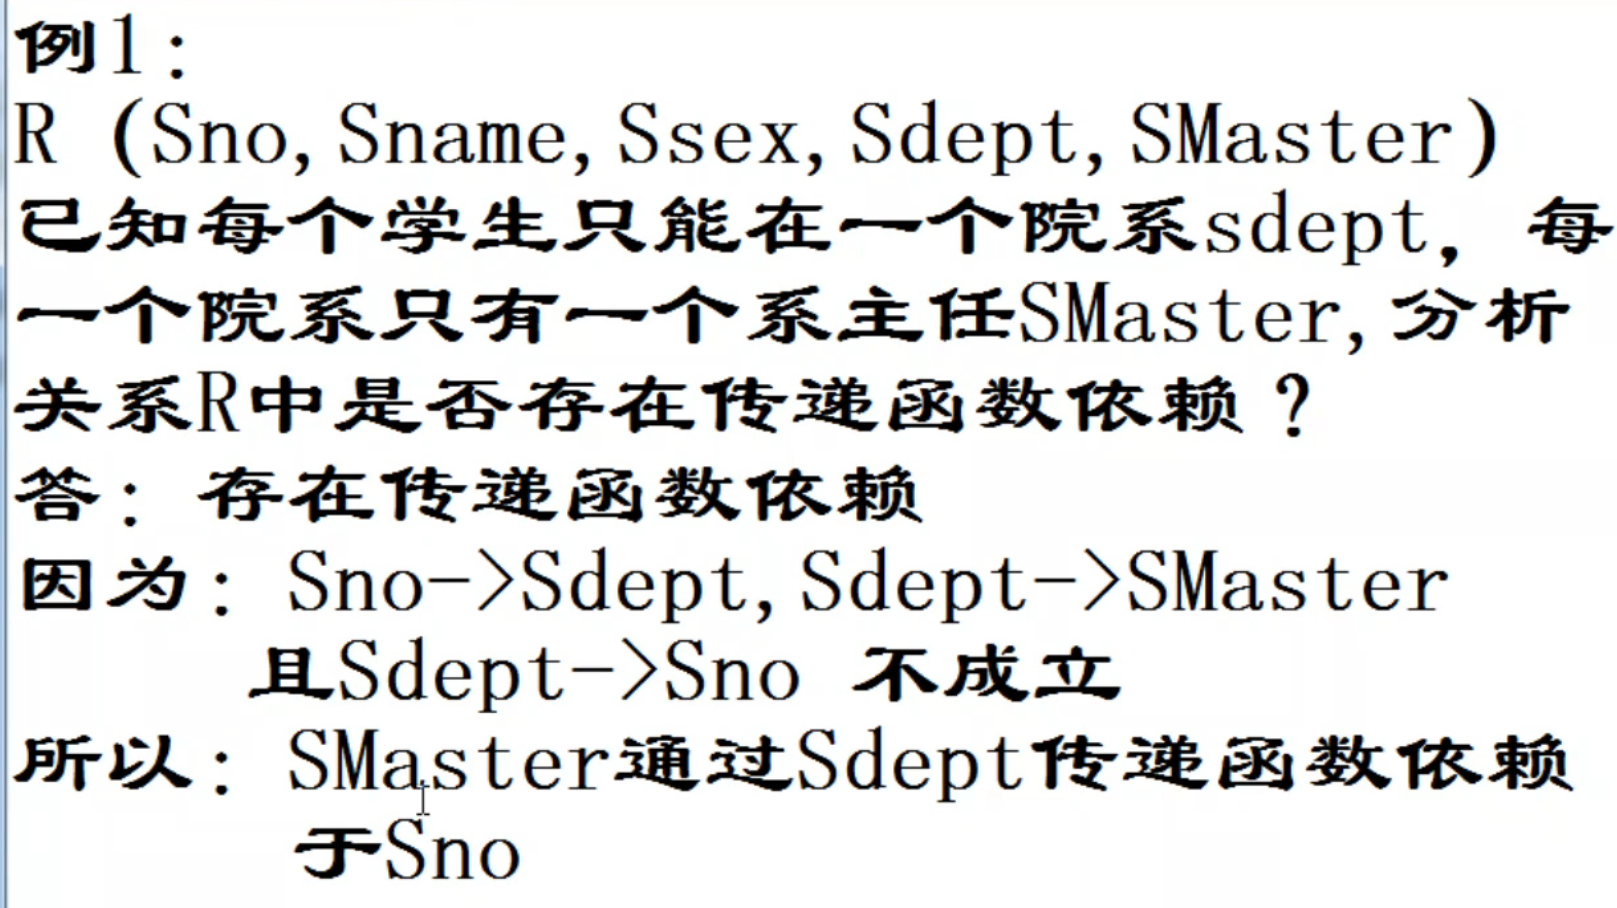 例1:
R (Sno,Sname,Ssex,Sdept,SMaster)
已知每个学生只能在一个院系sdept，每
一个院系只有一个系主任SMaster,分析
关系R中是否存在传递函数依赖？
答：存在传递函数依赖
因为：Sno->Sdept,Sdept->SMaster
且Sdept->Sno 不成立
所以：SMaster通过Sdept传递函数依赖
于Sno